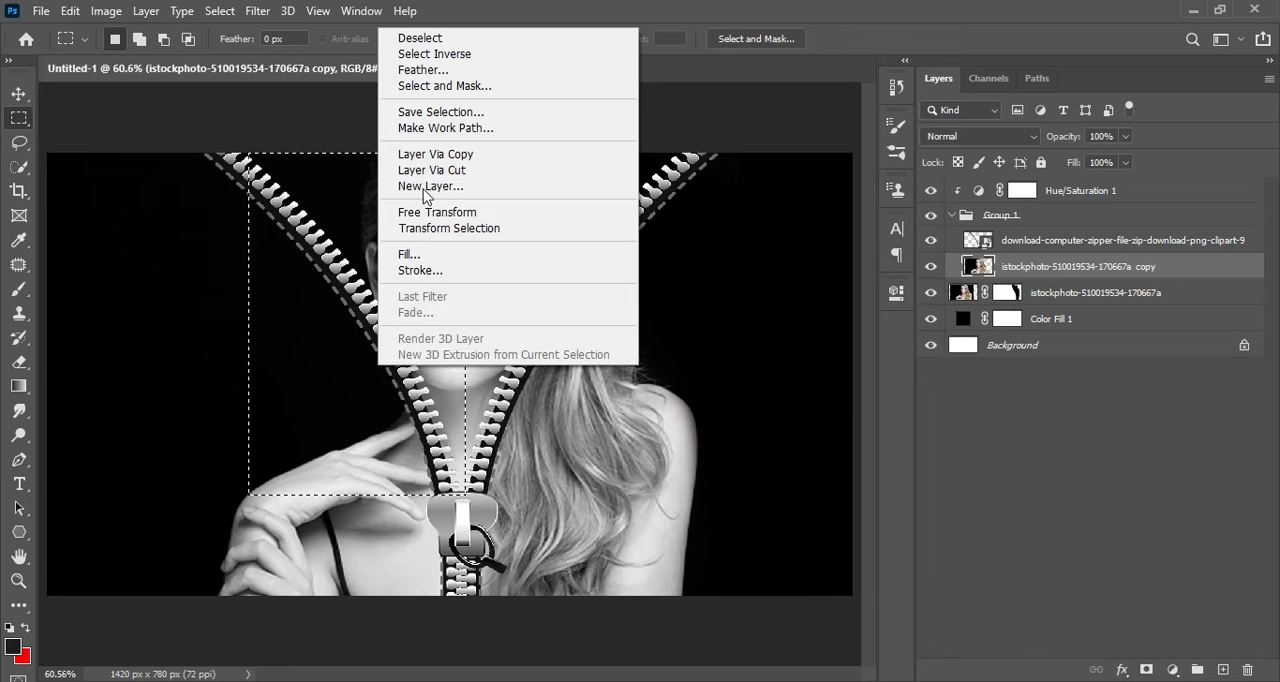 Ps File Edit Image Layer Type Select Filter 3D View Window Help
Feather: 0 px Anti-alias Select and Mask...
Untitled-1 @ 60.6% (istockphoto-510019534-170667a copy, RGB/8#
Deselect
Select Inverse
Feather...
Select and Mask...
Save Selection...
Make Work Path...
Layer Via Copy
Layer Via Cut
New Layer...
Free Transform
Transform Selection
Fill...
Stroke...
Last Filter
Fade...
Render 3D Layer
New 3D Extrusion from Current Selection
Layers Channels Paths
Kind
Normal Opacity: 100%
Lock: Fill: 100%
Hue/Saturation 1
Group 1
download-computer-zipper-file-zip-download-png-clipart-9
istockphoto-510019534-170667a copy
istockphoto-510019534-170667a
Color Fill 1
Background
60.56% 1420 px x 780 px (72 ppi)